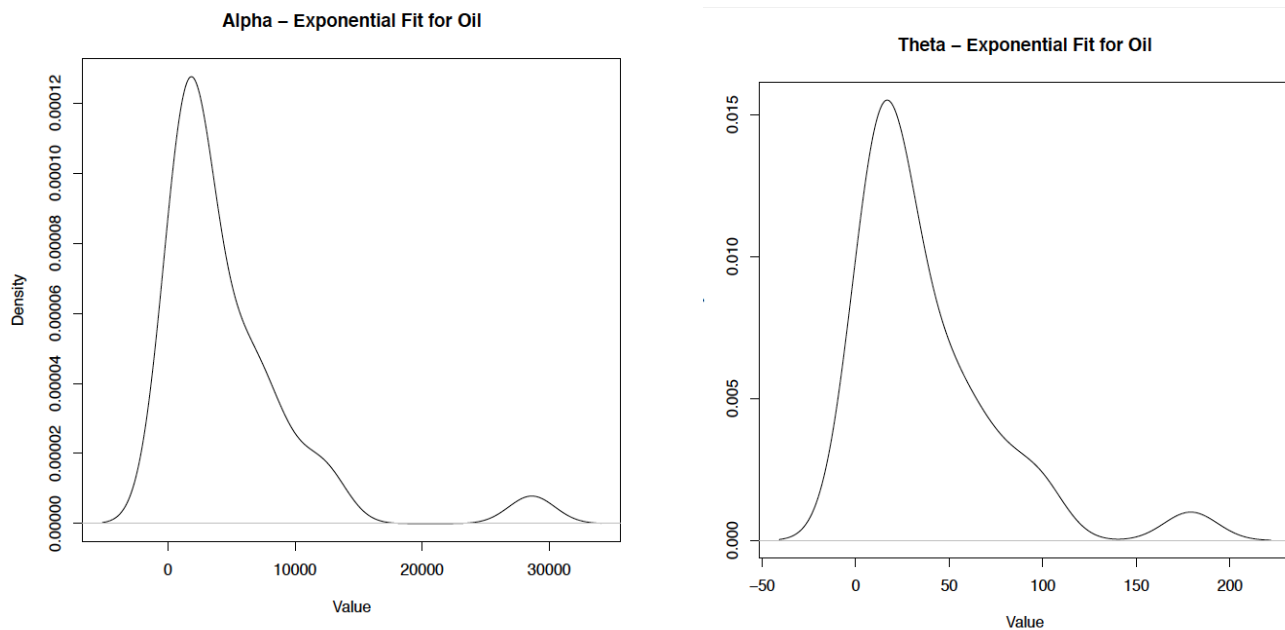 Alpha – Exponential Fit for Oil
Density
0.00012
0.00010
0.00008
0.00006
0.00004
0.00002
0.00000
0 10000 20000 30000
Value
Theta – Exponential Fit for Oil
0.015
0.010
0.005
0.000
−50 0 50 100 150 200
Value